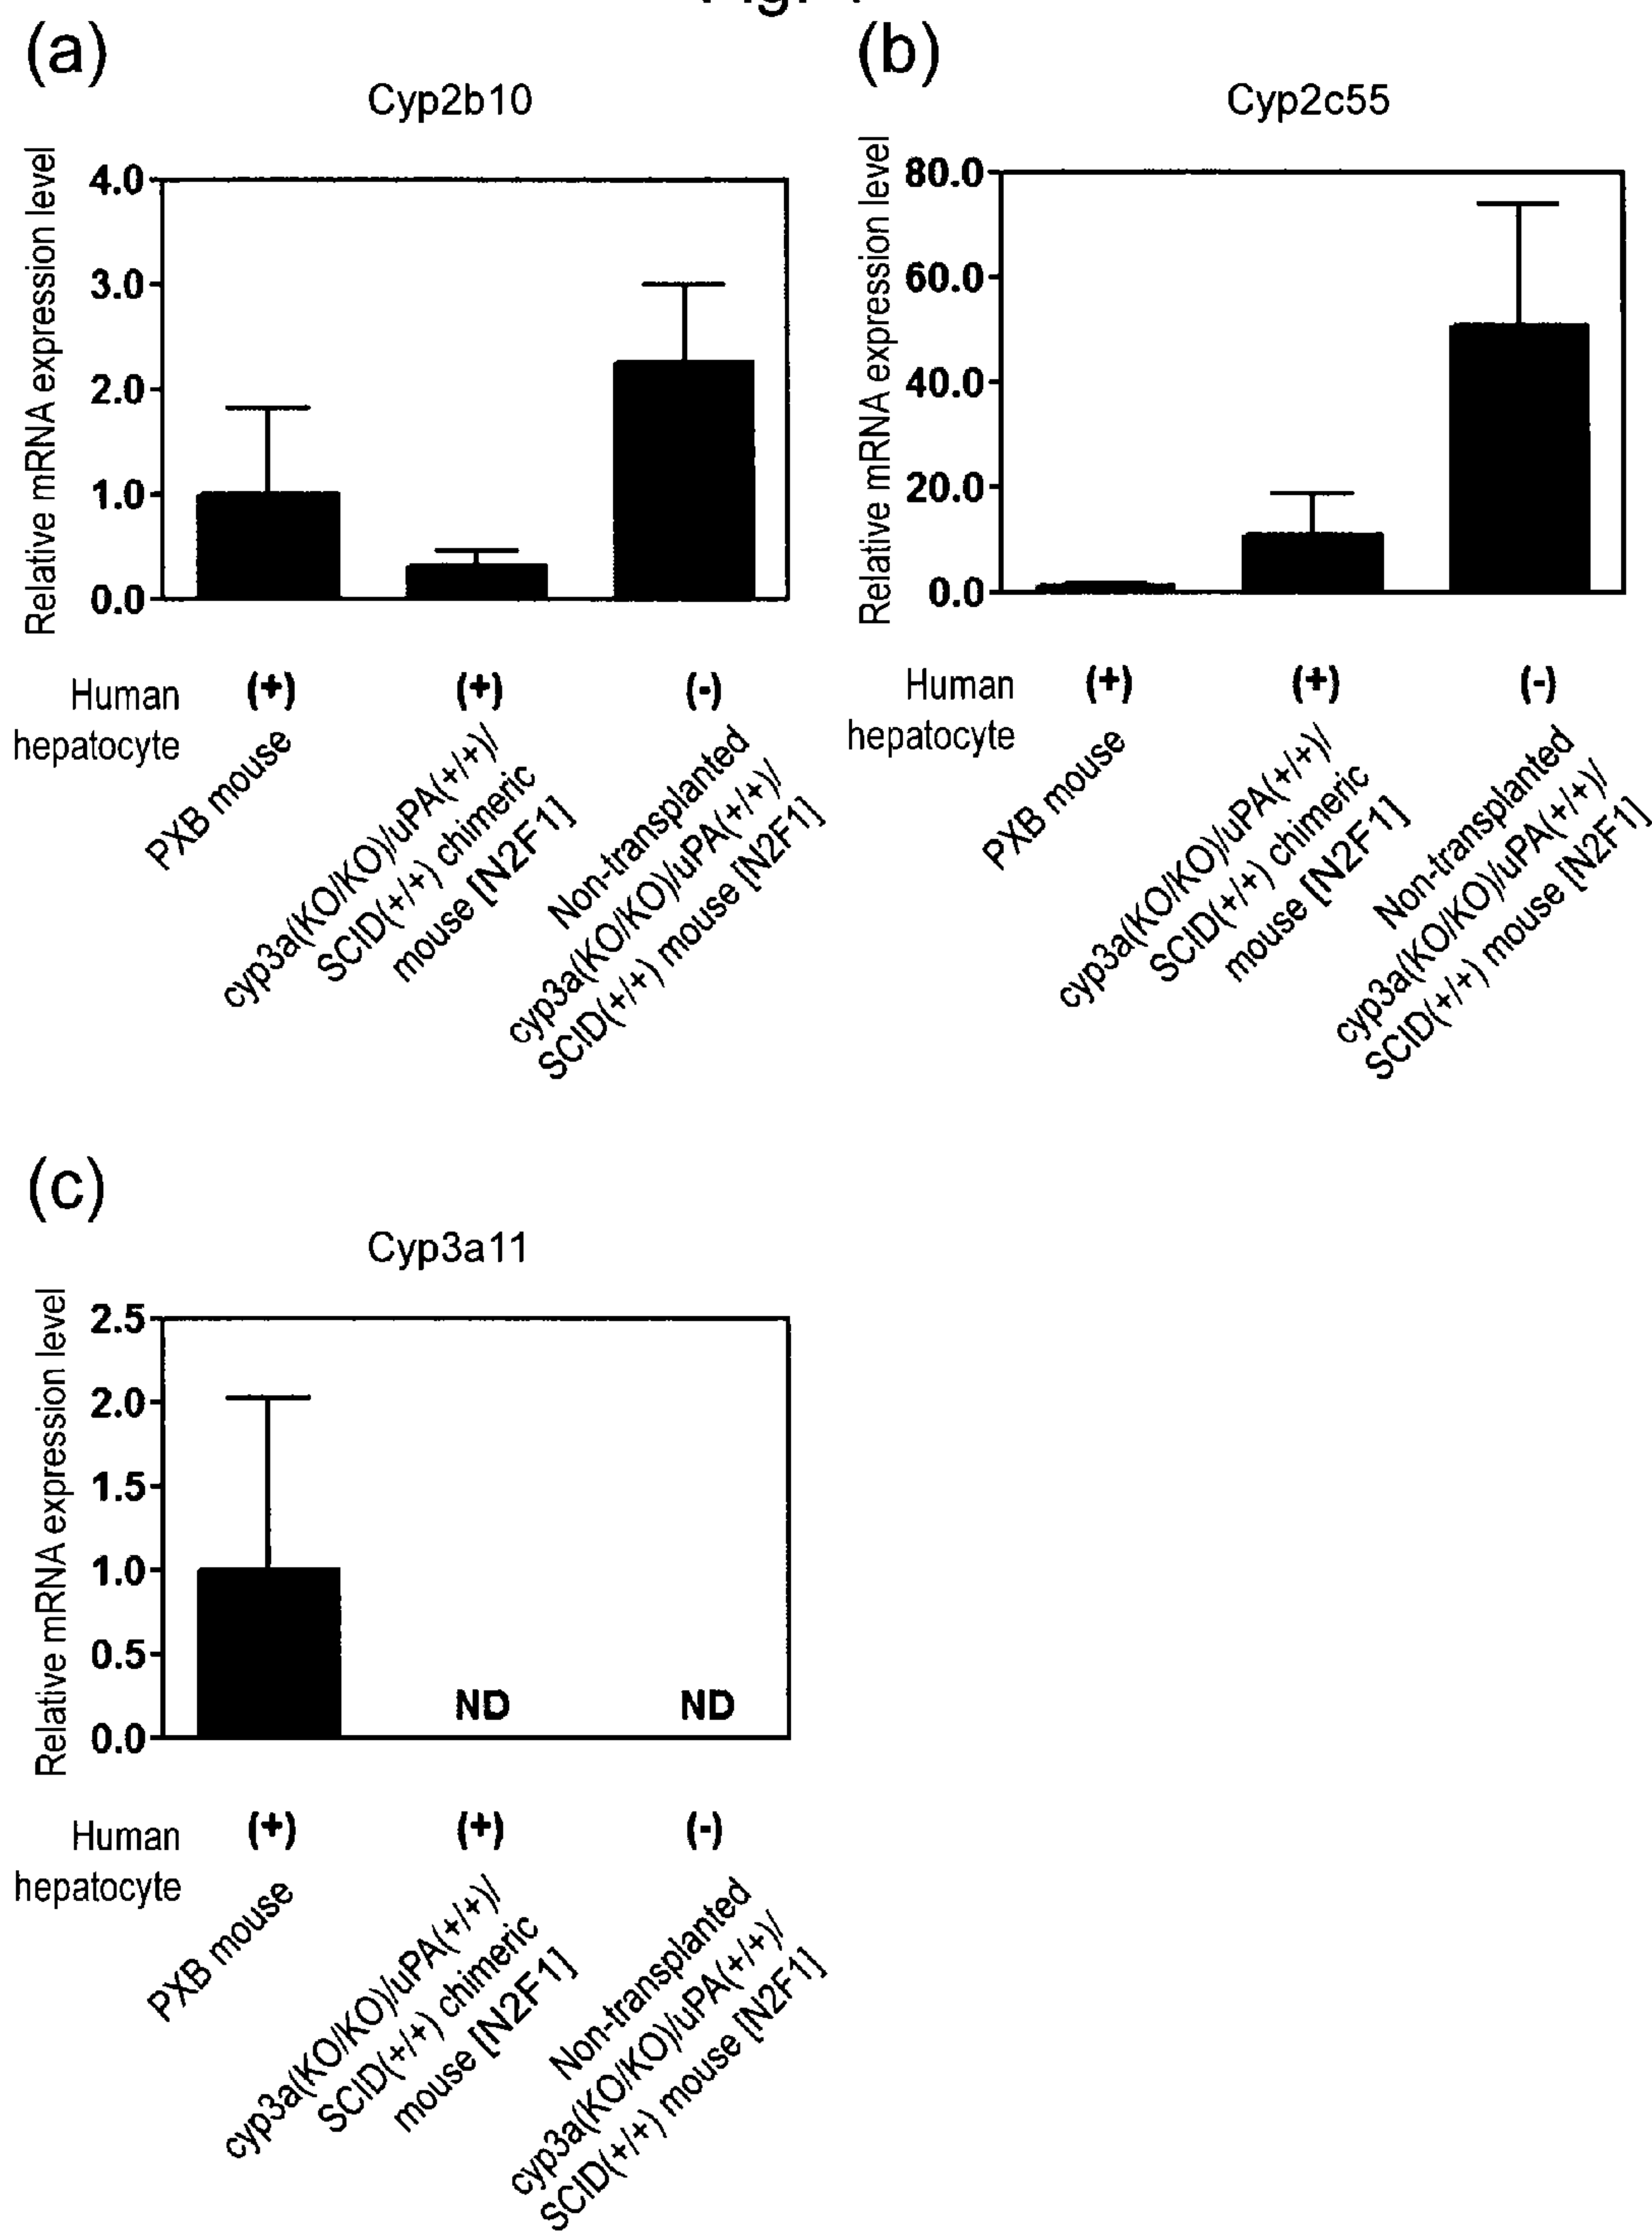 (a)
Cyp2b10
Relative mRNA expression level
4.0
3.0
2.0
1.0
0.0
Human
hepatocyte
(+)
(+)
(-)
PXB mouse
cyp3a(KO/KO)/uPA(+/+)/
SCID(+/+) chimeric
mouse [N2F1]
Non-transplanted
cyp3a(KO/KO)/uPA(+/+)/
SCID(+/+) mouse [N2F1]
(b)
Cyp2c55
Relative mRNA expression level
80.0
60.0
40.0
20.0
0.0
Human
hepatocyte
(+)
(+)
(-)
PXB mouse
cyp3a(KO/KO)/uPA(+/+)/
SCID(+/+) chimeric
mouse [N2F1]
Non-transplanted
cyp3a(KO/KO)/uPA(+/+)/
SCID(+/+) mouse [N2F1]
(c)
Cyp3a11
Relative mRNA expression level
2.5
2.0
1.5
1.0
0.5
0.0
ND
ND
Human
hepatocyte
(+)
(+)
(-)
PXB mouse
cyp3a(KO/KO)/uPA(+/+)/
SCID(+/+) chimeric
mouse [N2F1]
Non-transplanted
cyp3a(KO/KO)/uPA(+/+)/
SCID(+/+) mouse [N2F1]